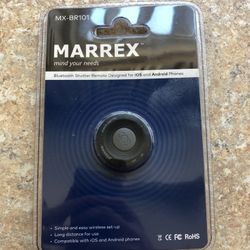 MX-BR101
MARREX™
mind your needs
Bluetooth Shutter Remote Designed for iOS and Android Phones
• Simple and easy wireless set-up
• Long distance for use
• Compatible with iOS and Android phones
CE FC RoHS